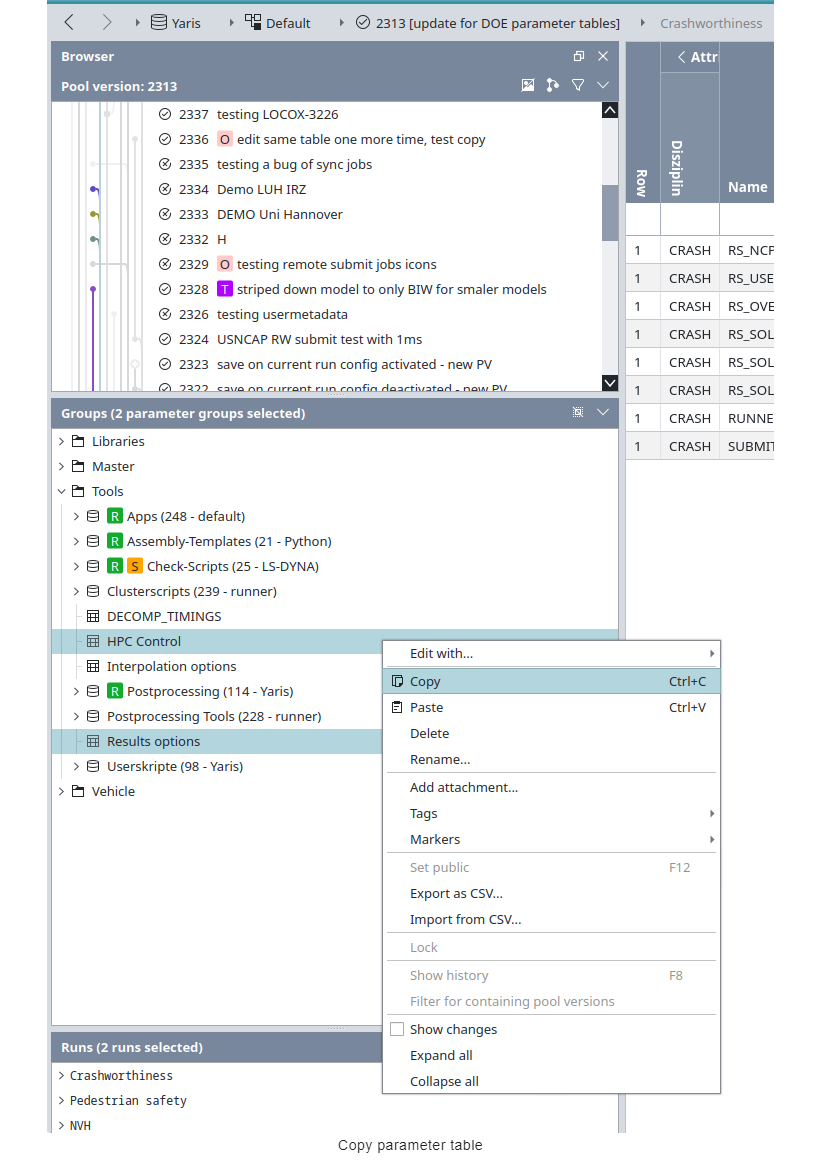 Yaris Default 2313 [update for DOE parameter tables] Crashworthiness
Browser
Pool version: 2313
2337 testing LOCOX-3226
2336 O edit same table one more time, test copy
2335 testing a bug of sync jobs
2334 Demo LUH IRZ
2333 DEMO Uni Hannover
2332 H
2329 O testing remote submit jobs icons
2328 T striped down model to only BIW for smaler models
2326 testing usermetadata
2324 USNCAP RW submit test with 1ms
2323 save on current run config activated - new PV
2322 save on current run config deactivated - new PV
Groups (2 parameter groups selected)
Libraries
Master
Tools
R Apps (248 - default)
R Assembly-Templates (21 - Python)
R S Check-Scripts (25 - LS-DYNA)
Clusterscripts (239 - runner)
DECOMP_TIMINGS
HPC Control
Interpolation options
R Postprocessing (114 - Yaris)
Postprocessing Tools (228 - runner)
Results options
Userskripte (98 - Yaris)
Vehicle
Runs (2 runs selected)
Crashworthiness
Pedestrian safety
NVH
Edit with...
Copy Ctrl+C
Paste Ctrl+V
Delete
Rename...
Add attachment...
Tags
Markers
Set public F12
Export as CSV...
Import from CSV...
Lock
Show history F8
Filter for containing pool versions
Show changes
Expand all
Collapse all
Attr
Row Disziplin Name
1 CRASH RS_NCP
1 CRASH RS_USE
1 CRASH RS_OVE
1 CRASH RS_SOL
1 CRASH RS_SOL
1 CRASH RS_SOL
1 CRASH RUNNE
1 CRASH SUBMIT
Copy parameter table